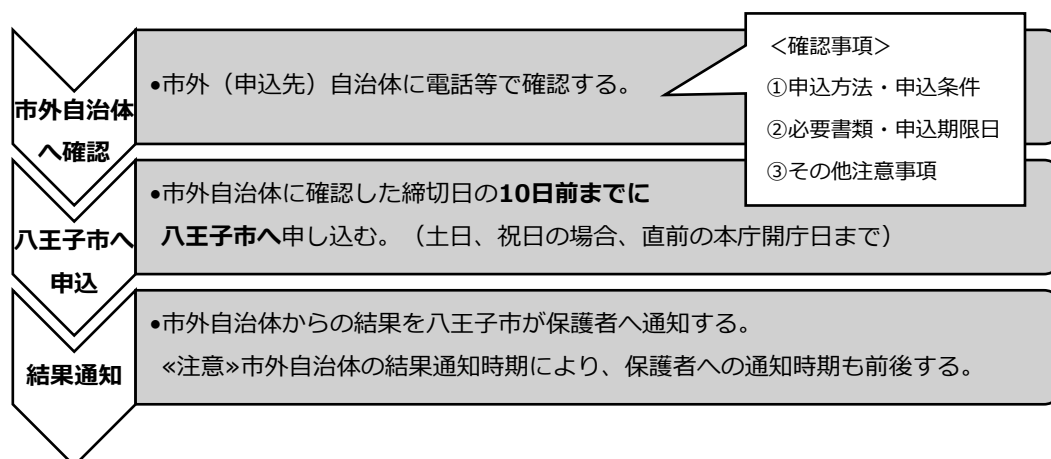 市外自治体
へ確認
•市外（申込先）自治体に電話等で確認する。
＜確認事項＞
①申込方法・申込条件
②必要書類・申込期限日
③その他注意事項
八王子市へ
申込
•市外自治体に確認した締切日の10日前までに
八王子市へ申し込む。（土日、祝日の場合、直前の本庁開庁日まで）
結果通知
•市外自治体からの結果を八王子市が保護者へ通知する。
≪注意≫市外自治体の結果通知時期により、保護者への通知時期も前後する。